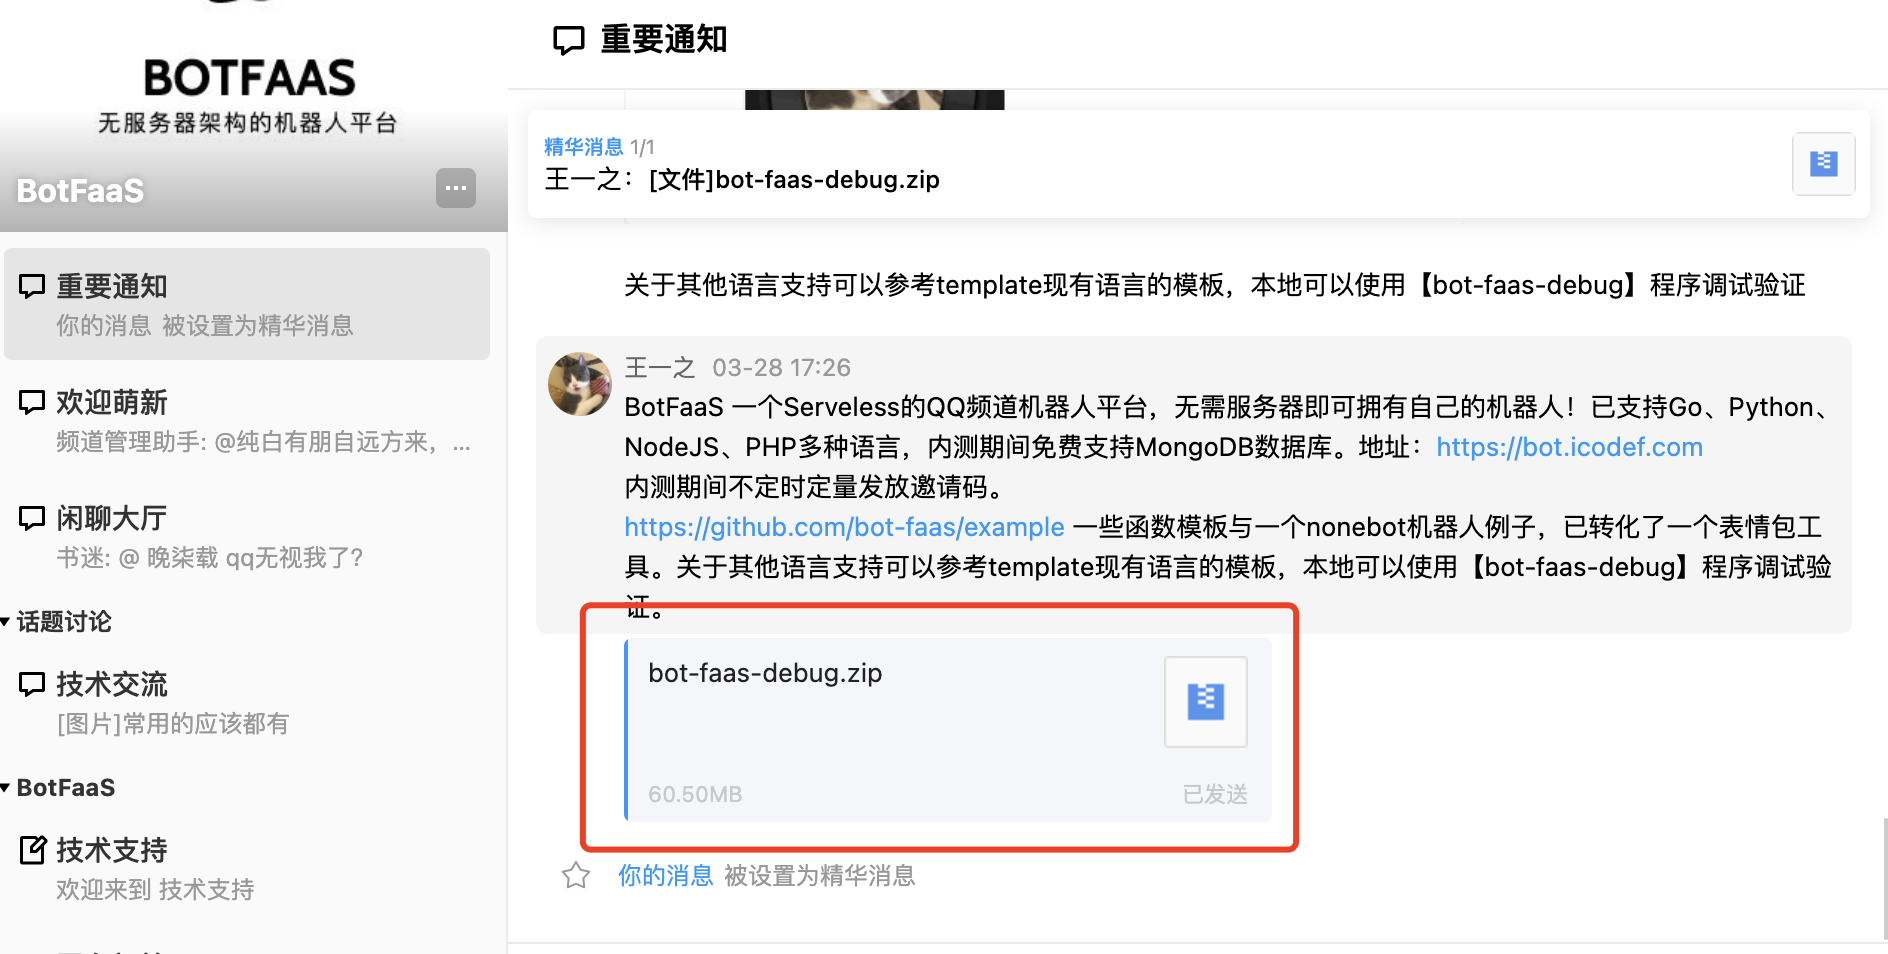 BOTFAAS
无服务器架构的机器人平台
BotFaaS
重要通知
你的消息 被设置为精华消息
欢迎萌新
频道管理助手: @纯白有朋自远方来，...
闲聊大厅
书迷: @ 晚柒载 qq无视我了?
话题讨论
技术交流
[图片]常用的应该都有
BotFaaS
技术支持
欢迎来到 技术支持
重要通知
精华消息 1/1
王一之：[文件]bot-faas-debug.zip
关于其他语言支持可以参考template现有语言的模板，本地可以使用【bot-faas-debug】程序调试验证
王一之 03-28 17:26
BotFaaS 一个Serveless的QQ频道机器人平台，无需服务器即可拥有自己的机器人！已支持Go、Python、
NodeJS、PHP多种语言，内测期间免费支持MongoDB数据库。地址：https://bot.icodef.com
内测期间不定时定量发放邀请码。
https://github.com/bot-faas/example 一些函数模板与一个nonebot机器人例子，已转化了一个表情包工
具。关于其他语言支持可以参考template现有语言的模板，本地可以使用【bot-faas-debug】程序调试验
证。
bot-faas-debug.zip
60.50MB 已发送
你的消息 被设置为精华消息